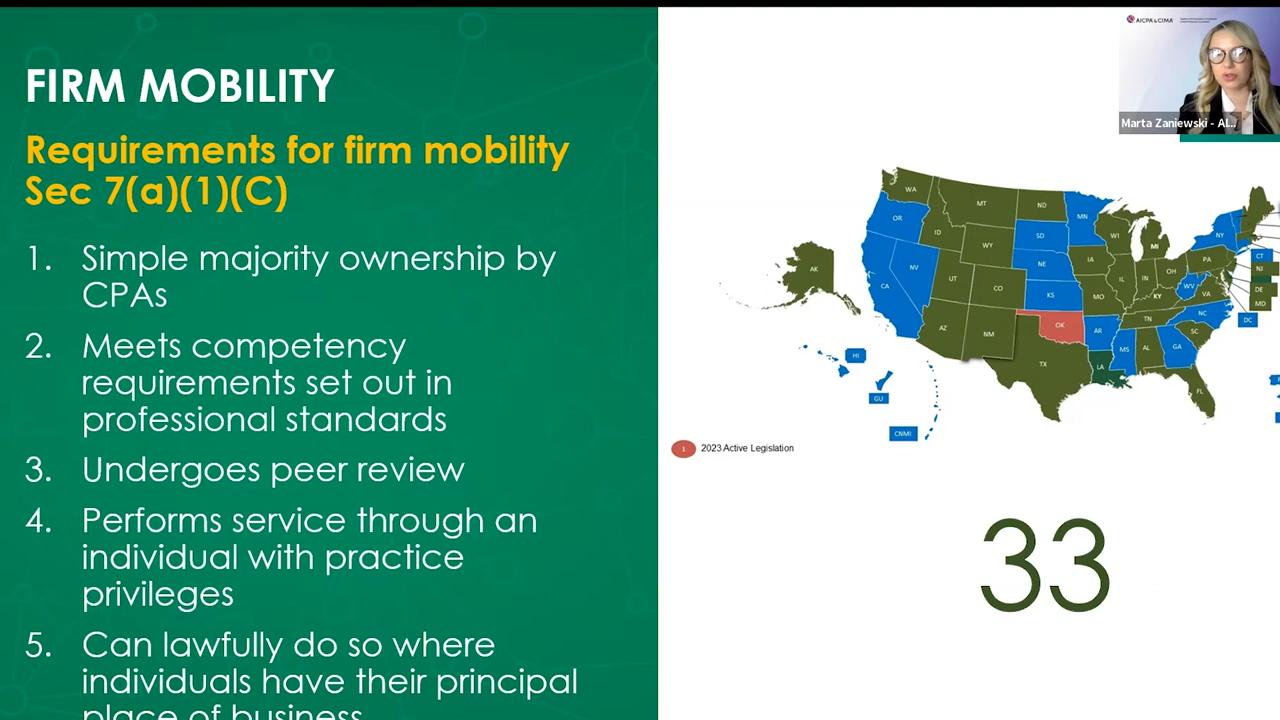 FIRM MOBILITY
Requirements for firm mobility
Sec 7(a)(1)(C)
1. Simple majority ownership by
CPAs
2. Meets competency
requirements set out in
professional standards
3. Undergoes peer review
4. Performs service through an
individual with practice
privileges
5. Can lawfully do so where
individuals have their principal
place of business
AICPA & CIMA
Marta Zaniewski - AI...
WA
MT
ND
MN
OR
ID
SD
WI
MI
NY
WY
CT
NV
NE
IA
PA
NJ
AK
UT
CO
IL
IN
OH
WV
DE
CA
KS
MO
KY
VA
MD
AZ
NM
OK
AR
TN
NC
DC
SC
MS
AL
GA
HI
TX
LA
FL
GU
CNMI
1 2023 Active Legislation
33